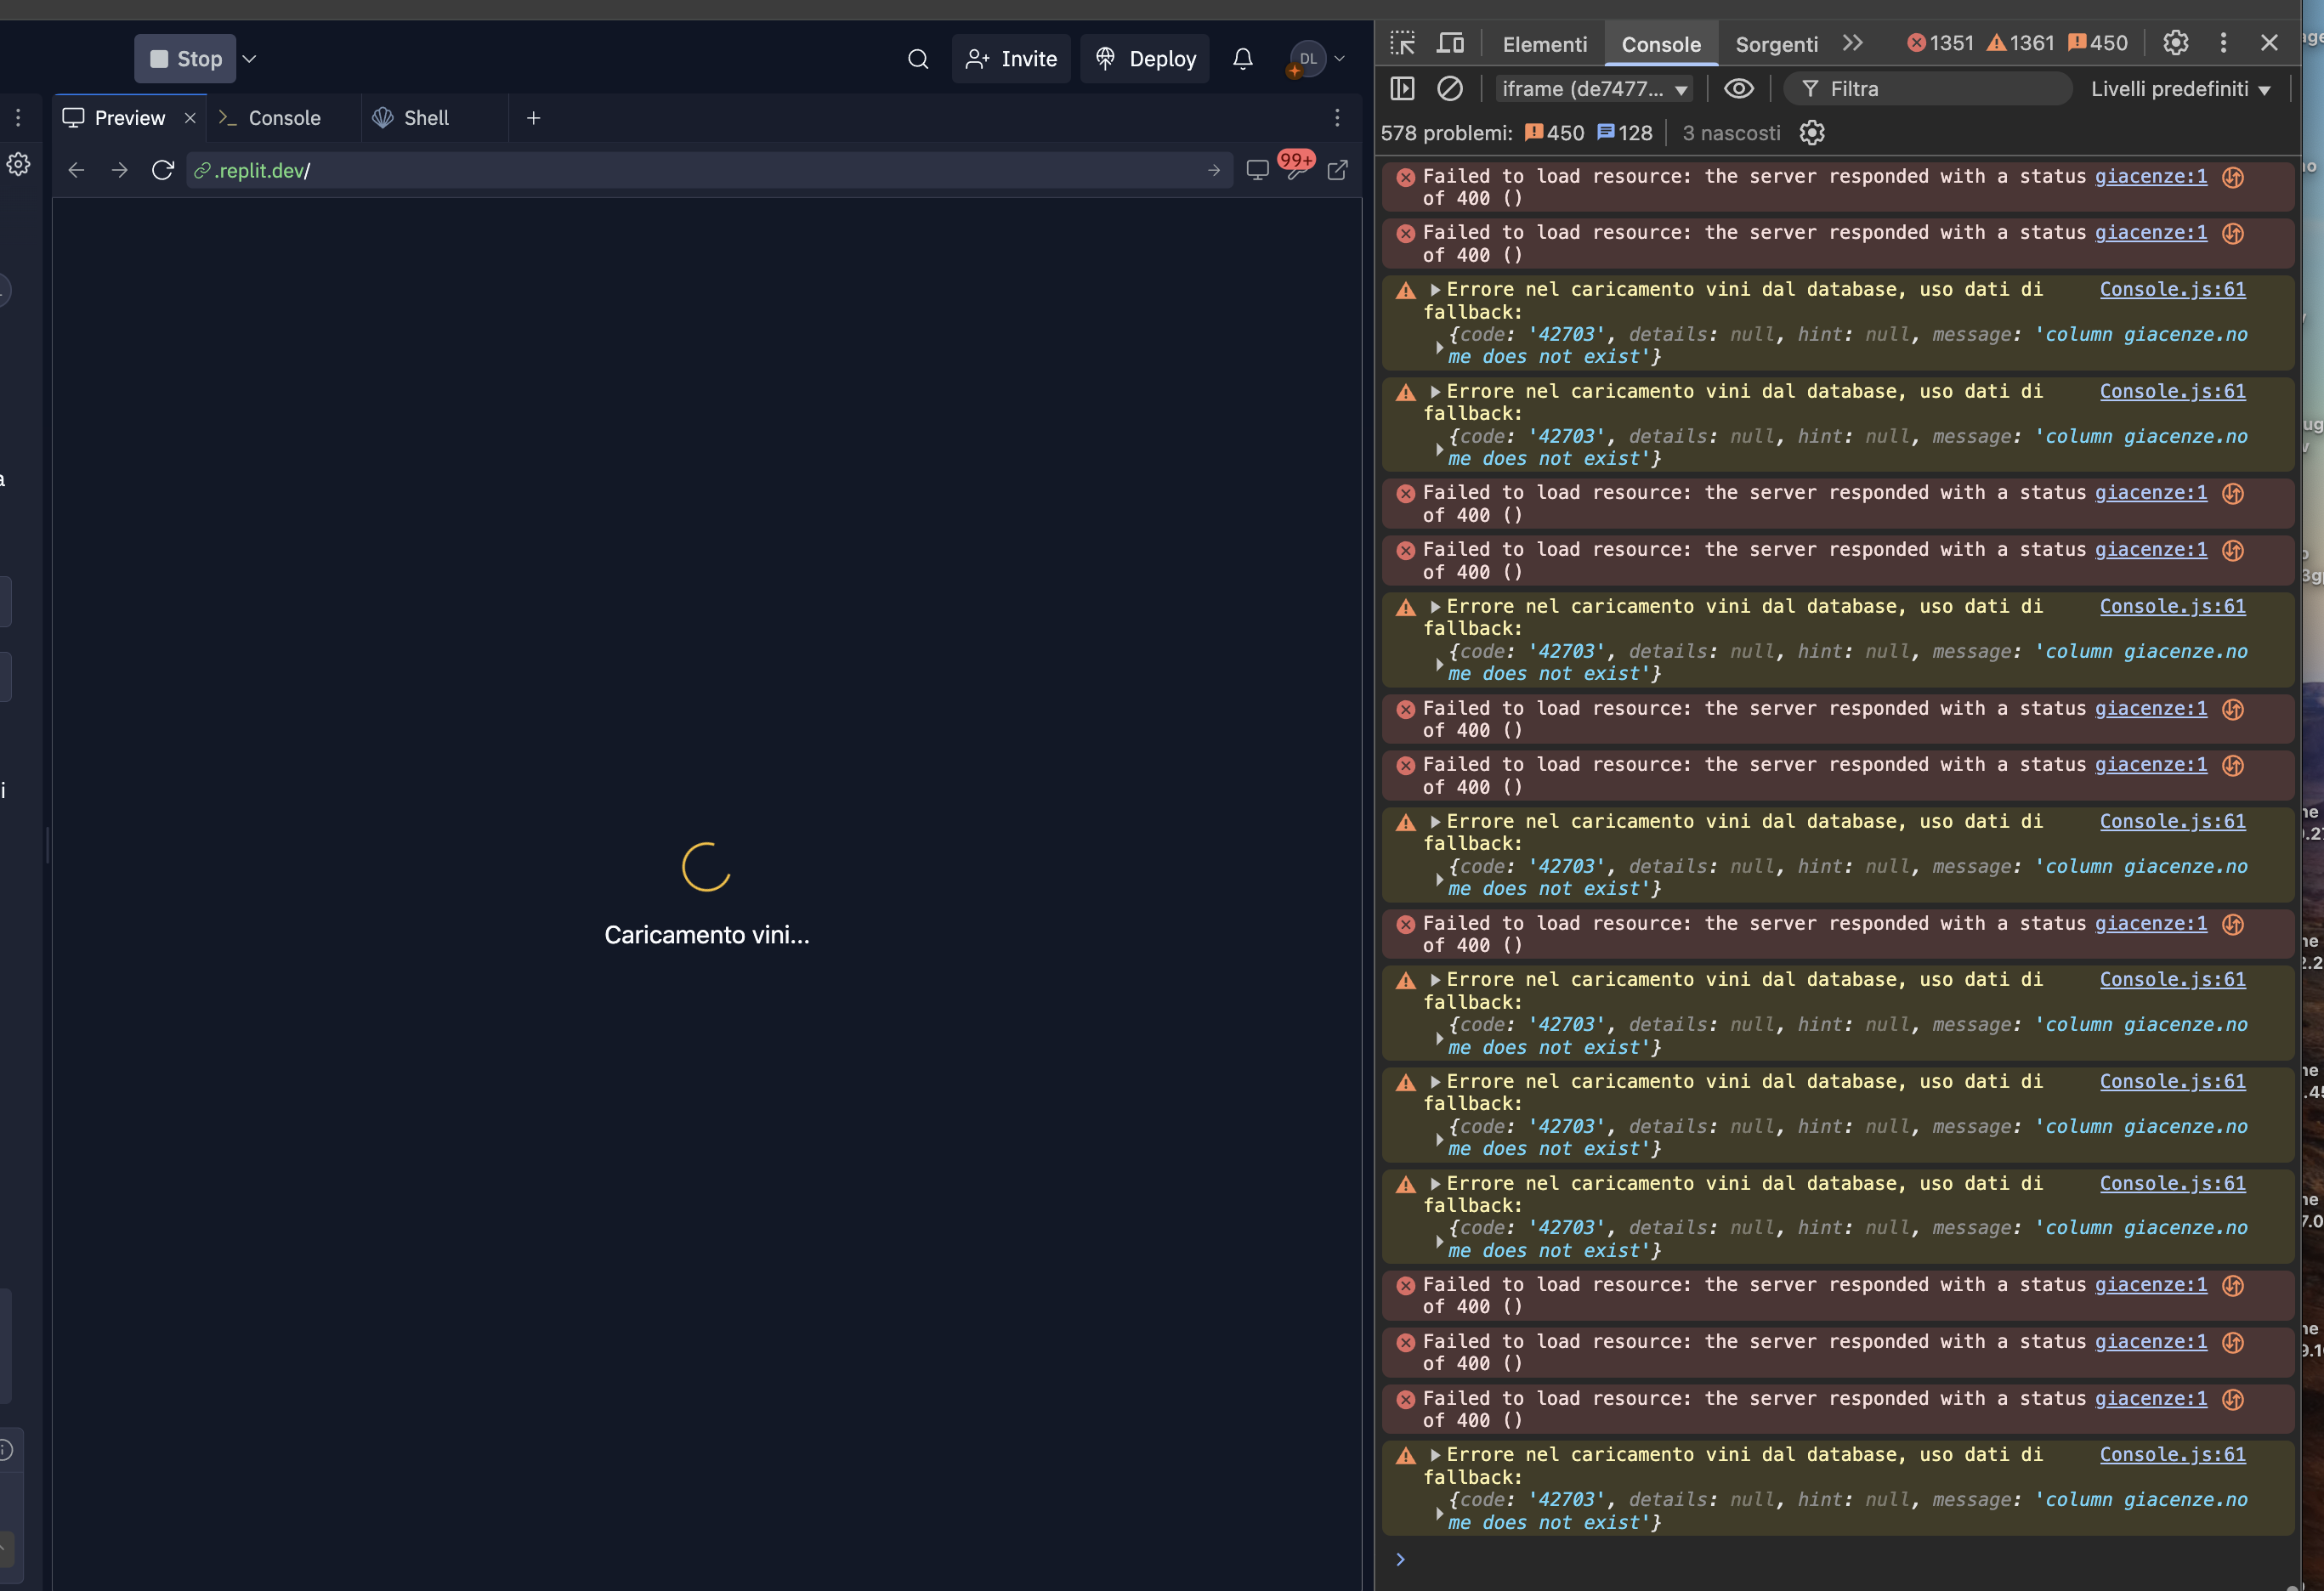 Stop
Invite
Deploy
DL
Preview
Console
Shell
.replit.dev/
99+
Caricamento vini...
Elementi
Console
Sorgenti
1351
1361
450
iframe (de7477...
Filtra
Livelli predefiniti
578 problemi:
450
128
3 nascosti
Failed to load resource: the server responded with a status giacenze:1
of 400 ()
Failed to load resource: the server responded with a status giacenze:1
of 400 ()
Errore nel caricamento vini dal database, uso dati di Console.js:61
fallback:
{code: '42703', details: null, hint: null, message: 'column giacenze.no
me does not exist'}
Errore nel caricamento vini dal database, uso dati di Console.js:61
fallback:
{code: '42703', details: null, hint: null, message: 'column giacenze.no
me does not exist'}
Failed to load resource: the server responded with a status giacenze:1
of 400 ()
Failed to load resource: the server responded with a status giacenze:1
of 400 ()
Errore nel caricamento vini dal database, uso dati di Console.js:61
fallback:
{code: '42703', details: null, hint: null, message: 'column giacenze.no
me does not exist'}
Failed to load resource: the server responded with a status giacenze:1
of 400 ()
Failed to load resource: the server responded with a status giacenze:1
of 400 ()
Errore nel caricamento vini dal database, uso dati di Console.js:61
fallback:
{code: '42703', details: null, hint: null, message: 'column giacenze.no
me does not exist'}
Failed to load resource: the server responded with a status giacenze:1
of 400 ()
Errore nel caricamento vini dal database, uso dati di Console.js:61
fallback:
{code: '42703', details: null, hint: null, message: 'column giacenze.no
me does not exist'}
Errore nel caricamento vini dal database, uso dati di Console.js:61
fallback:
{code: '42703', details: null, hint: null, message: 'column giacenze.no
me does not exist'}
Errore nel caricamento vini dal database, uso dati di Console.js:61
fallback:
{code: '42703', details: null, hint: null, message: 'column giacenze.no
me does not exist'}
Failed to load resource: the server responded with a status giacenze:1
of 400 ()
Failed to load resource: the server responded with a status giacenze:1
of 400 ()
Failed to load resource: the server responded with a status giacenze:1
of 400 ()
Errore nel caricamento vini dal database, uso dati di Console.js:61
fallback:
{code: '42703', details: null, hint: null, message: 'column giacenze.no
me does not exist'}